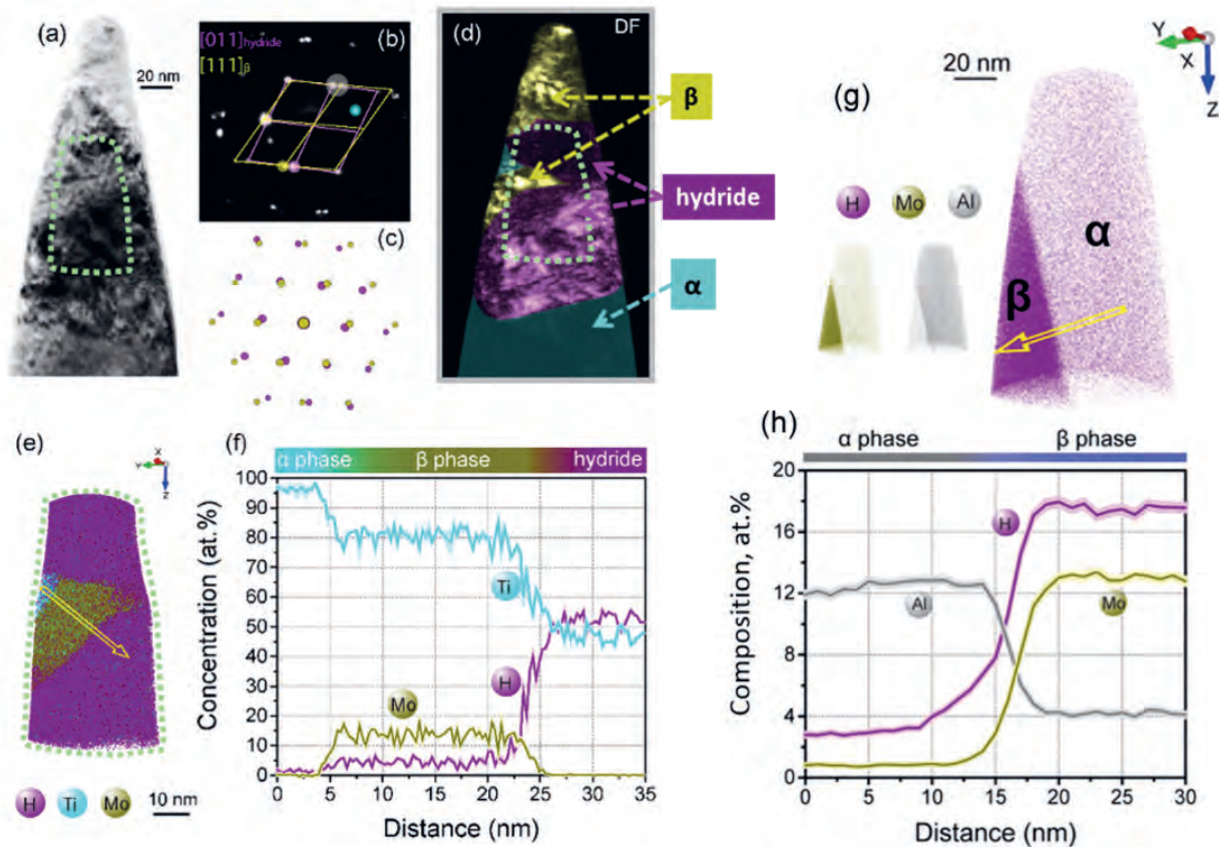 (a)
20 nm
[011]hydride
[111]β
(b)
(c)
(d)
DF
β
hydride
α
(g)
20 nm
Y
X
Z
H
Mo
Al
α
β
(e)
X
Y
Z
H
Ti
Mo
10 nm
(f)
α phase
β phase
hydride
Concentration (at.%)
100
90
80
70
60
50
40
30
20
10
0
Ti
H
Mo
0 5 10 15 20 25 30 35
Distance (nm)
(h)
α phase
β phase
Composition, at.%
20
16
12
8
4
0
H
Al
Mo
0 5 10 15 20 25 30
Distance (nm)